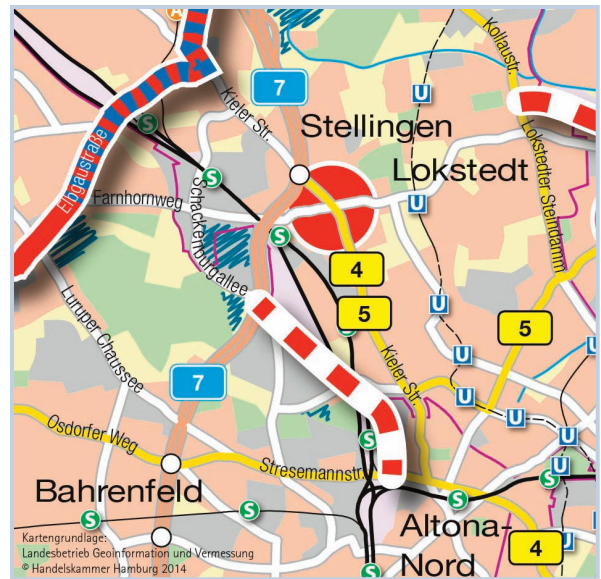 A
Kollaustr.
U
7
U
Kieler Str.
Stellingen
S
Lokstedt
Lokstedter Steindamm
Elbgaustraße
S
Farnhornweg
Schackenburgallee
U
S
4
5
S
U
5
U
Luruper Chaussee
7
Kieler Str.
U
U
U
U
Osdorfer Weg
S
Stresemannstr.
U
Bahrenfeld
S
S
S
S
Altona-
Nord
4
Kartengrundlage:
Landesbetrieb Geoinformation und Vermessung
© Handelskammer Hamburg 2014